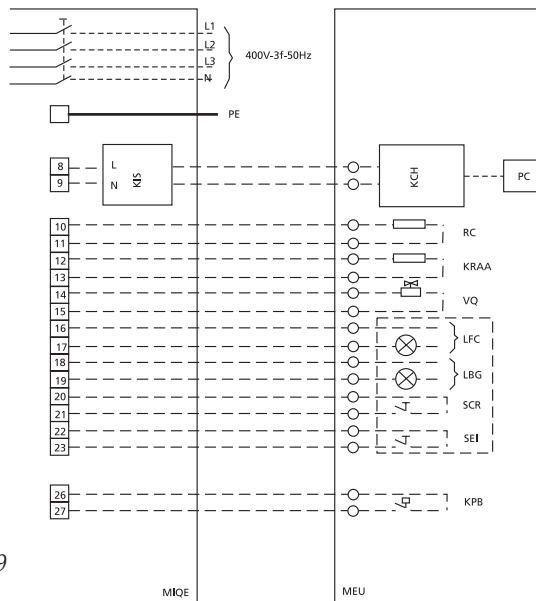 L1
L2
L3
N
400V-3f-50Hz
PE
8
L
9
N
KIS
KCH
PC
10
RC
11
12
KRAA
13
14
VQ
15
16
LFC
17
18
LBG
19
20
SCR
21
22
SEI
23
26
KPB
27
9
MIQE
MEU